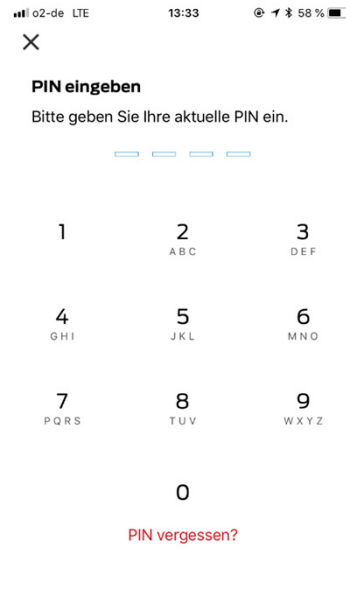 o2-de LTE 13:33 58 %
PIN eingeben
Bitte geben Sie Ihre aktuelle PIN ein.
1 2 3
ABC DEF
4 5 6
GHI JKL MNO
7 8 9
PQRS TUV WXYZ
0
PIN vergessen?